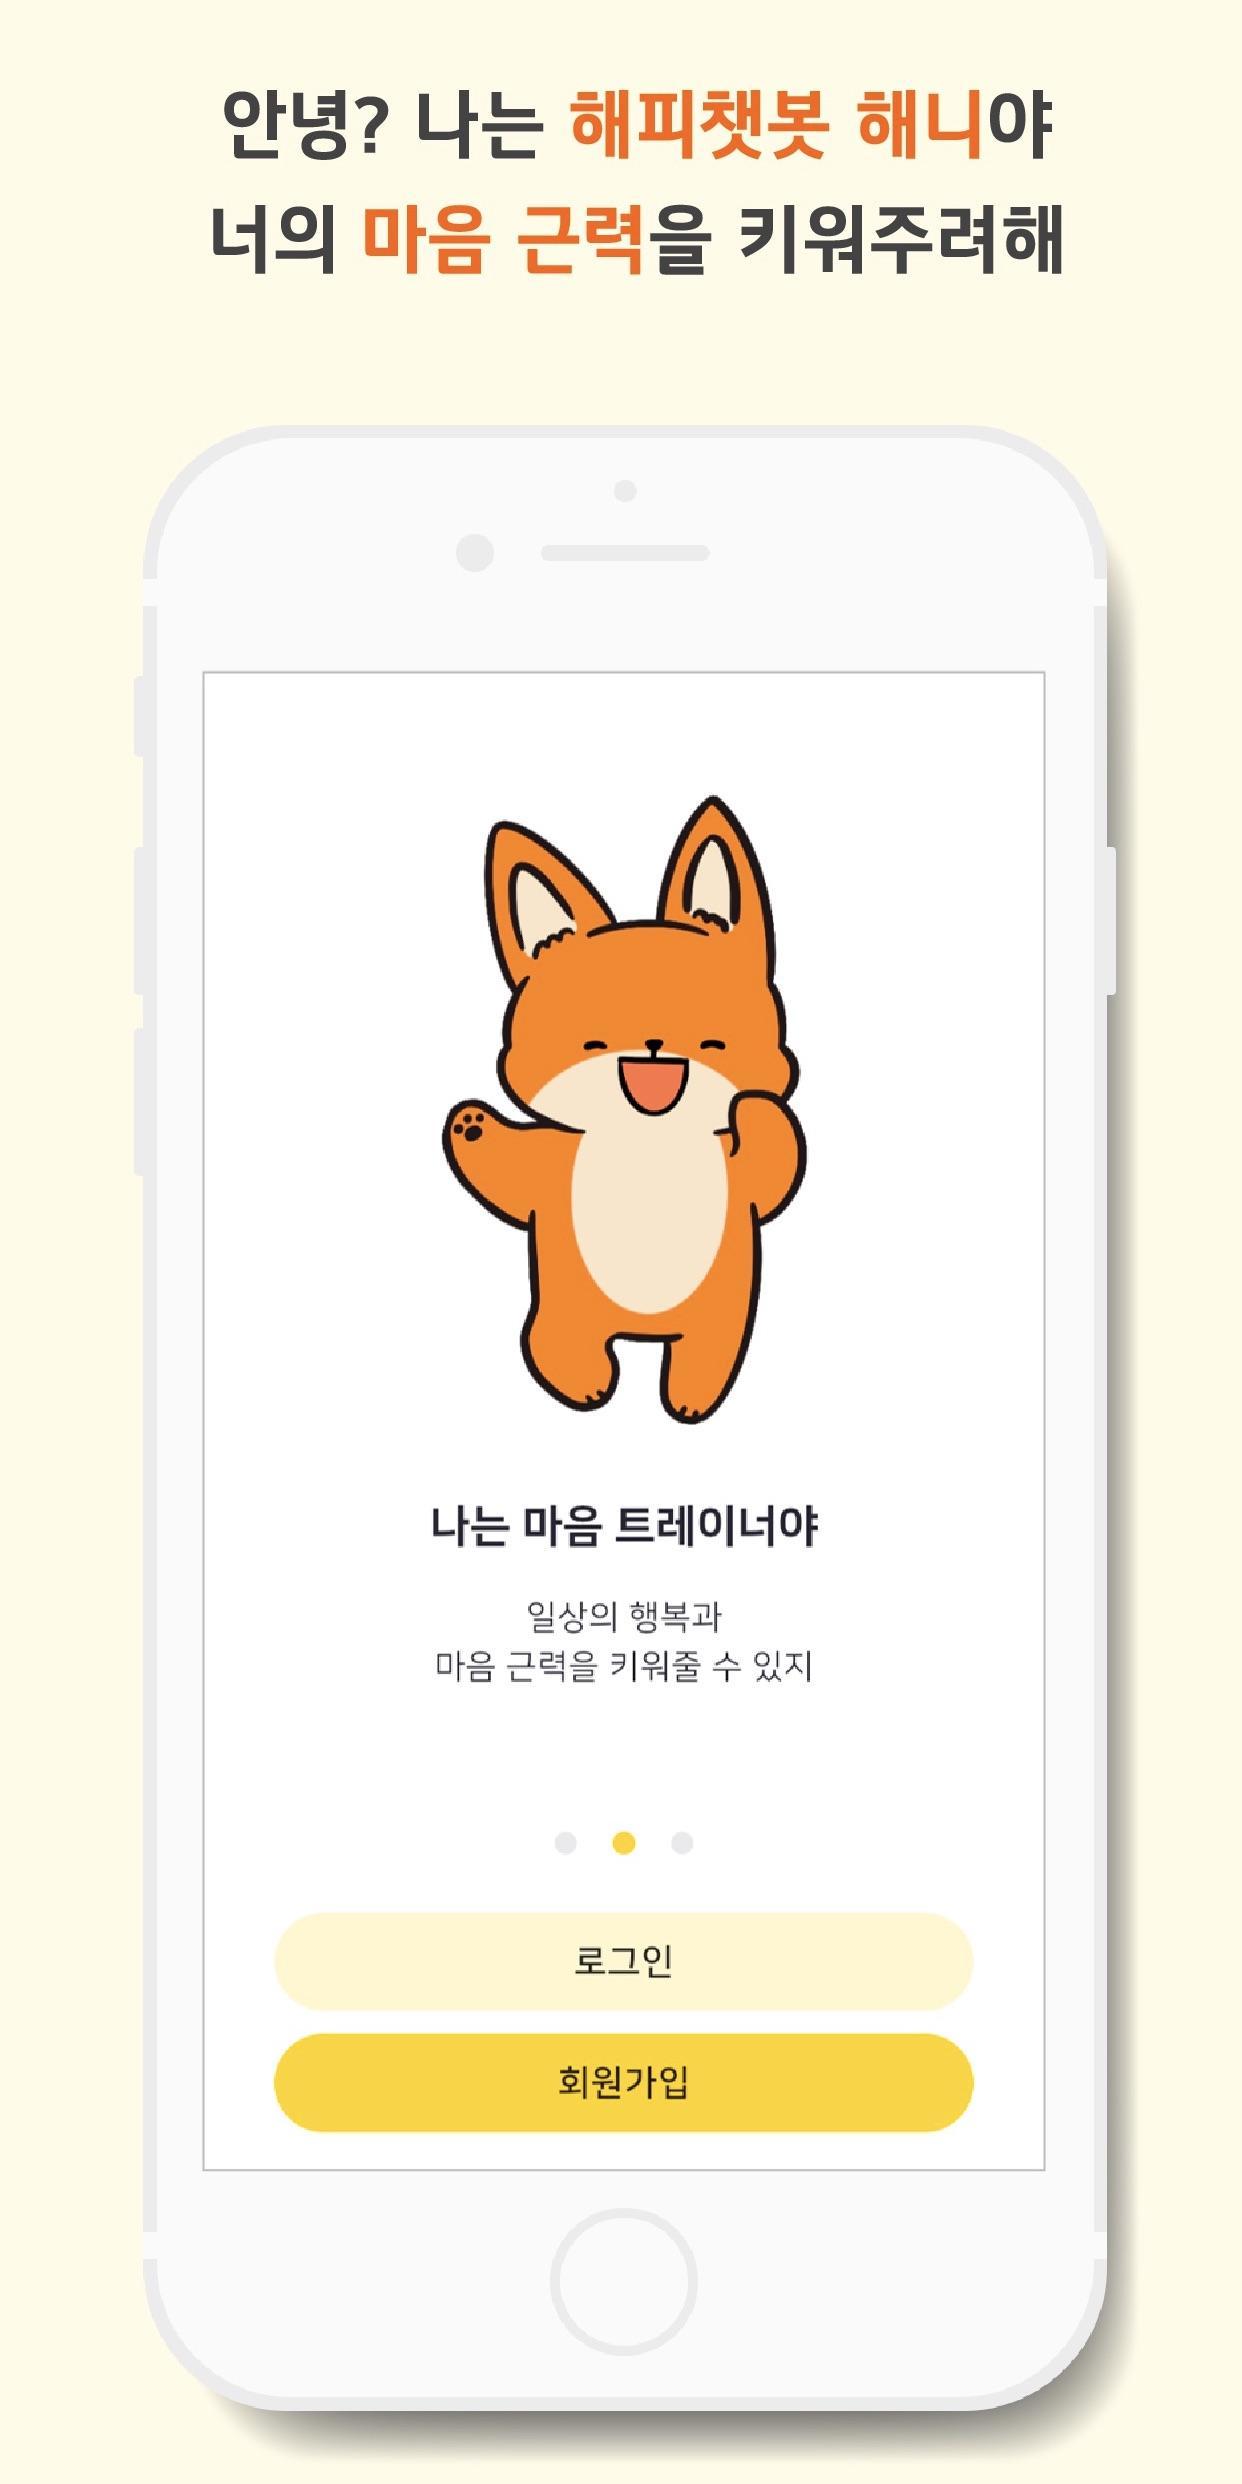 안녕? 나는 해피챗봇 해니야
너의 마음 근력을 키워주려해
나는 마음 트레이너야
일상의 행복과
마음 근력을 키워줄 수 있지
로그인
회원가입